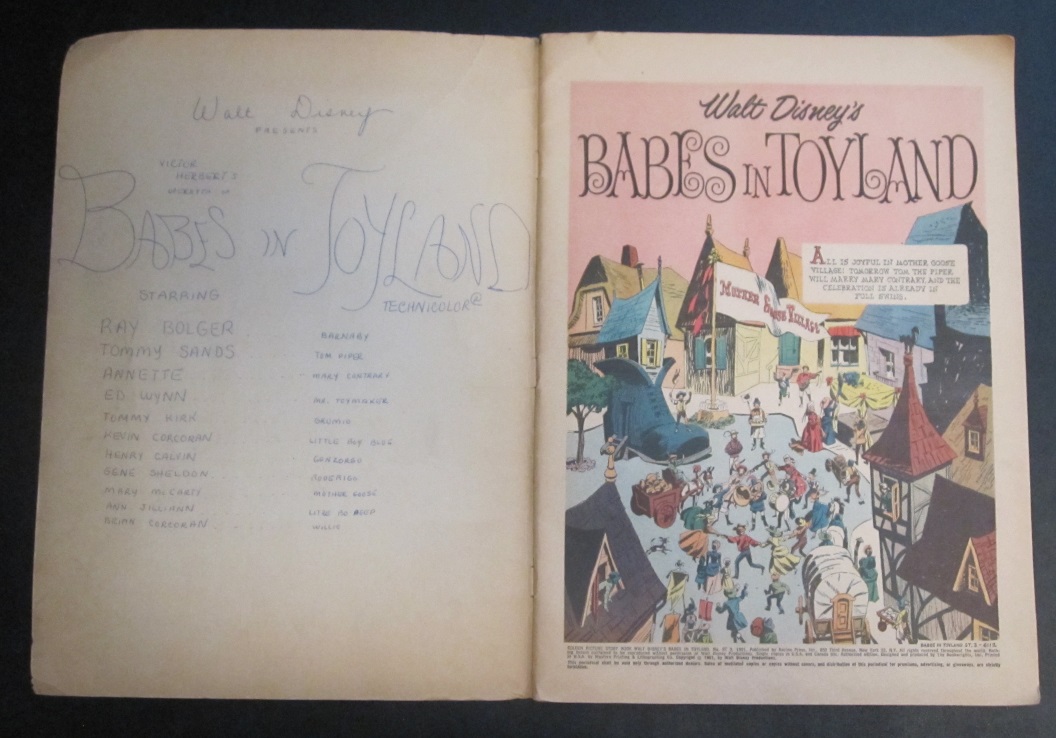 Walt Disney
PRESENTS
VICTOR
HERBERT'S
BABES IN TOYLAND
STARRING
TECHNICOLOR®
RAY BOLGER BARNABY
TOMMY SANDS TOM PIPER
ANNETTE MARY CONTRARY
ED WYNN MR. TOYMAKER
TOMMY KIRK GRUMIO
KEVIN CORCORAN LITTLE BOY BLUE
HENRY CALVIN GONZORGO
GENE SHELDON RODERIGO
MARY McCARTY MOTHER GOOSE
ANN JILLIANN BO PEEP
BRIAN CORCORAN WILLIE
Walt Disney's
BABES IN TOYLAND
ALL IS JOYFUL IN MOTHER GOOSE
VILLAGE! TOMORROW TOM THE PIPER
WILL MARRY MARY CONTRARY, AND THE
CELEBRATION IS ALREADY IN
FULL SWING.
MOTHER GOOSE VILLAGE